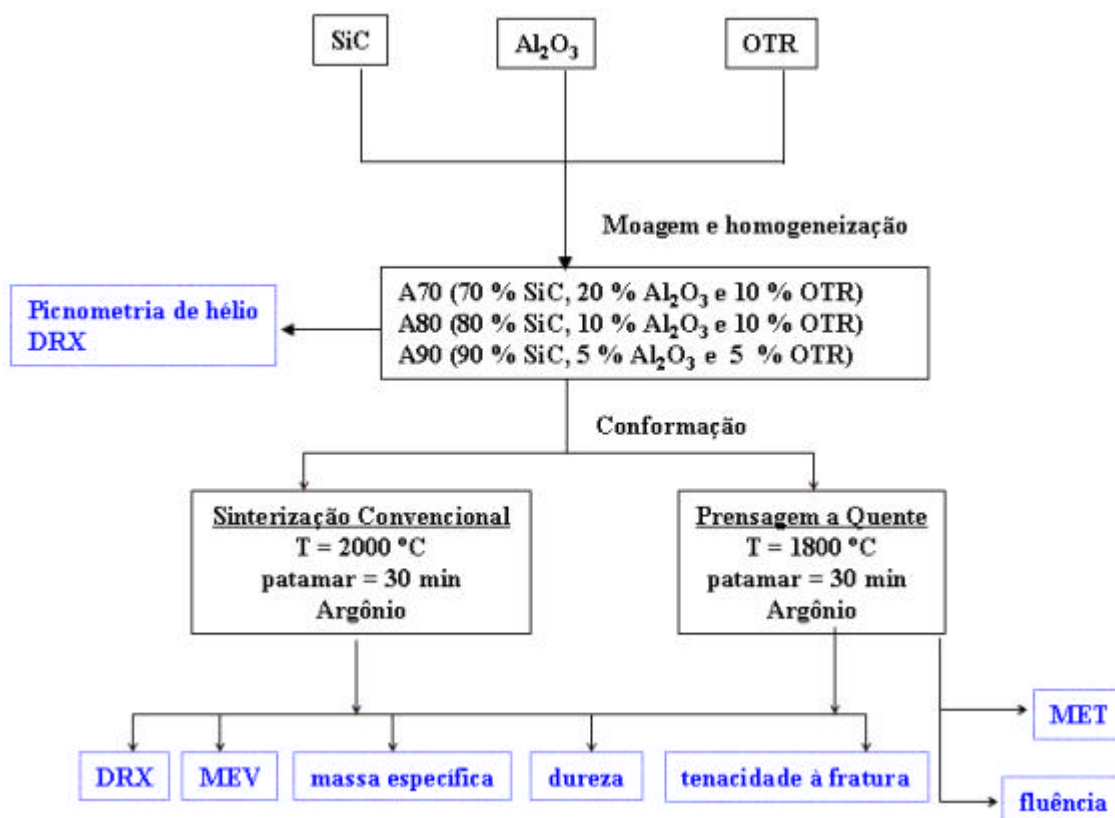 SiC
Al₂O₃
OTR
Moagem e homogeneização
Picnometria de hélio
DRX
A70 (70 % SiC, 20 % Al₂O₃ e 10 % OTR)
A80 (80 % SiC, 10 % Al₂O₃ e 10 % OTR)
A90 (90 % SiC, 5 % Al₂O₃ e 5 % OTR)
Conformação
Sinterização Convencional
T = 2000 ºC
patamar = 30 min
Argônio
Prensagem a Quente
T = 1800 ºC
patamar = 30 min
Argônio
MET
DRX
MEV
massa específica
dureza
tenacidade à fratura
fluência